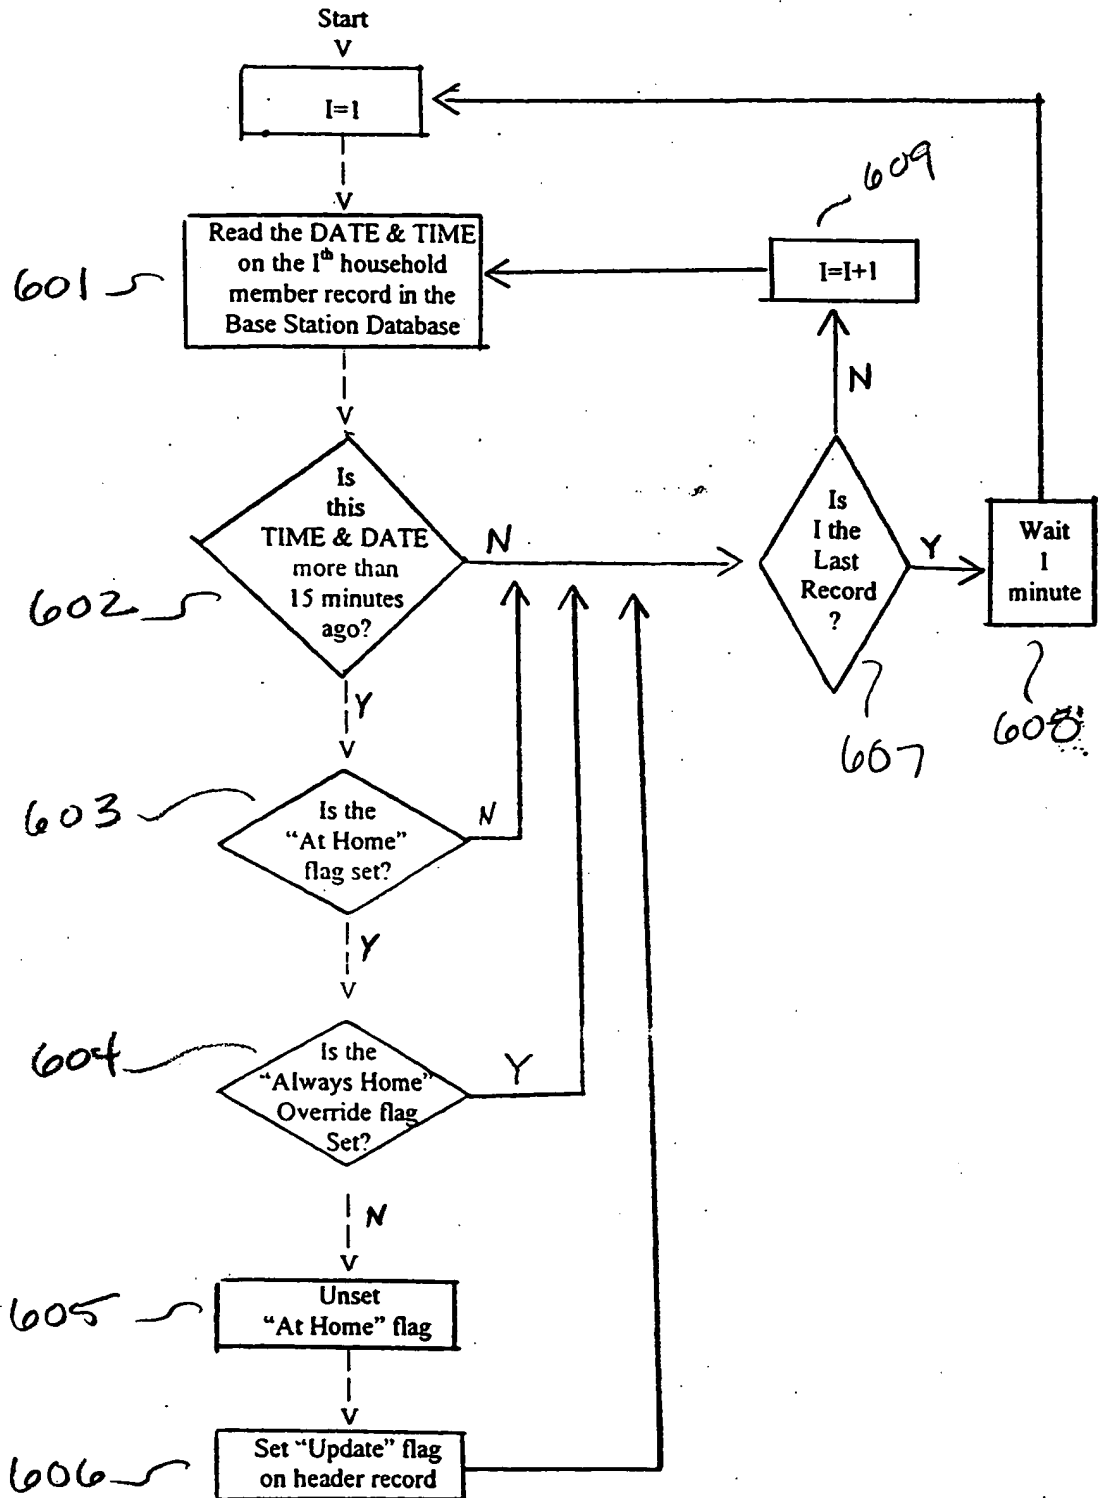 Start
V
I=1
V
609
Read the DATE & TIME
on the Ith household
member record in the
Base Station Database
601
I=I+1
N
V
Is
this
TIME & DATE
more than
15 minutes
ago?
602
N
Is
I the
Last
Record
?
Y
Wait
1
minute
607
608
Y
V
603
Is the
“At Home”
flag set?
N
Y
V
604
Is the
“Always Home”
Override flag
Set?
Y
N
V
605
Unset
“At Home” flag
V
606
Set “Update” flag
on header record